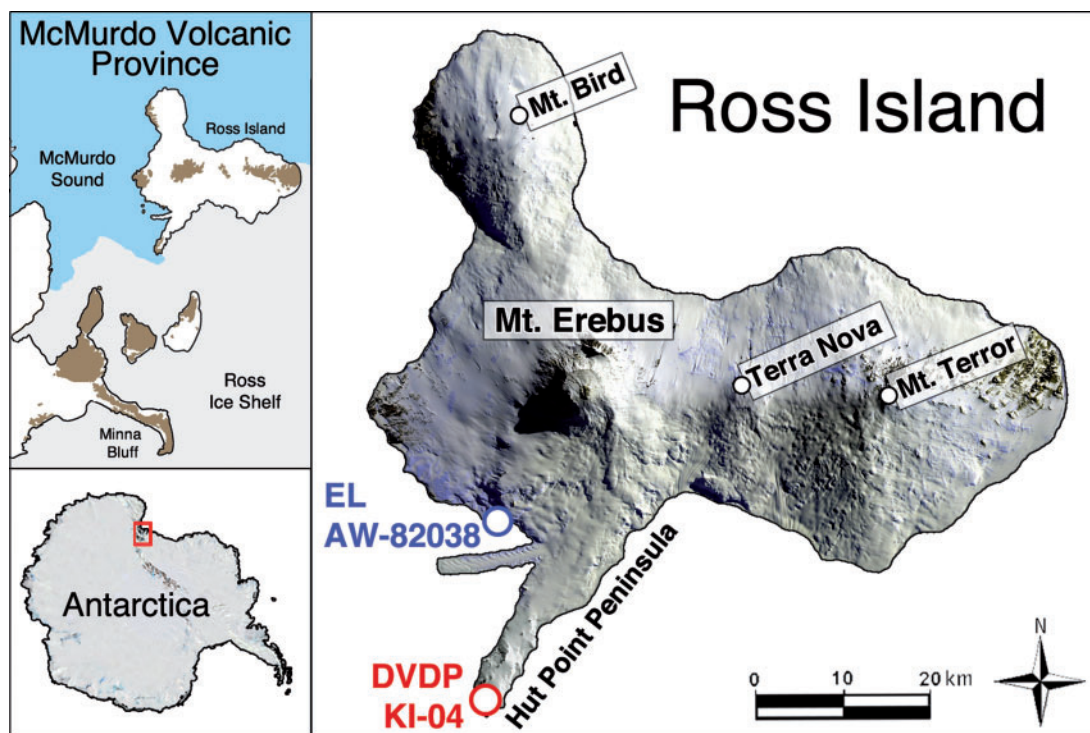 McMurdo Volcanic
Province
Ross Island
McMurdo
Sound
Ross
Ice Shelf
Minna
Bluff
Antarctica
Ross Island
Mt. Bird
Mt. Erebus
Terra Nova
Mt. Terror
EL
AW-82038
Hut Point Peninsula
DVDP
KI-04
N
0 10 20 km